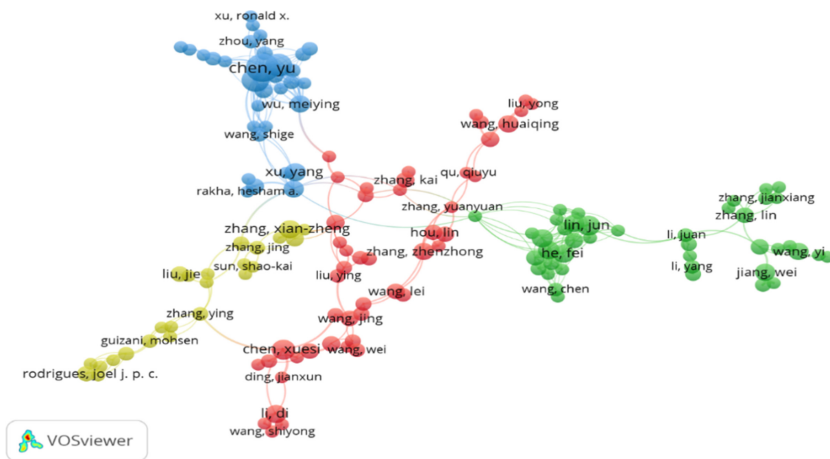 xu, ronald x.
zhou, yang
chen, yu
wu, meiying
wang, shige
xu, yang
rakha, hesham a.
liu, yong
wang, huaiqing
qu, qiuyu
zhang, kai
zhang, yuanyuan
zhang, jianxiang
zhang, lin
lin, jun
li, juan
he, fei
wang, yi
li, yang
jiang, wei
wang, chen
zhang, xian-zheng
zhang, jing
hou, lin
zhang, zhenzhong
sun, shao-kai
liu, jie
liu, ying
wang, lei
zhang, ying
wang, jing
guizani, mohsen
chen, xuesi
wang, wei
rodrigues, joel j. p. c.
ding, jianxun
li, di
wang, shiyong
VOSviewer